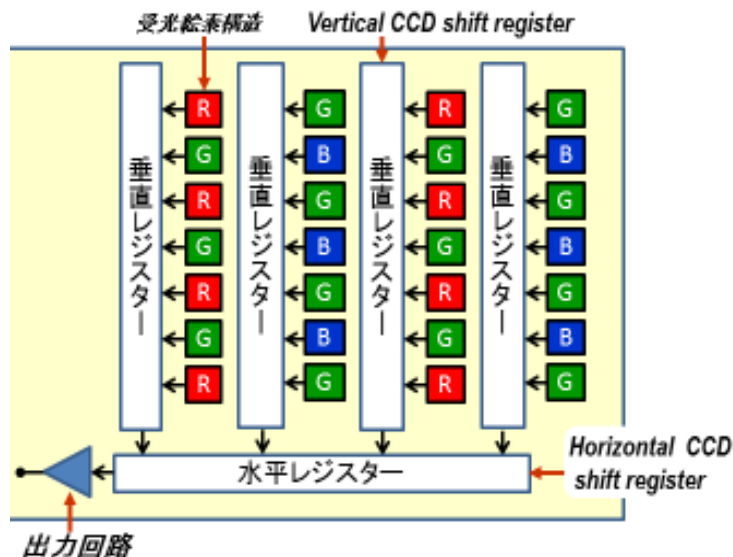 受光絵素構造 Vertical CCD shift register
R G R G
G B G B
R G R G
G B G B
R G R G
G B G B
R G R G
垂直レジスター
垂直レジスター
垂直レジスター
垂直レジスター
水平レジスター
Horizontal CCD
shift register
出力回路